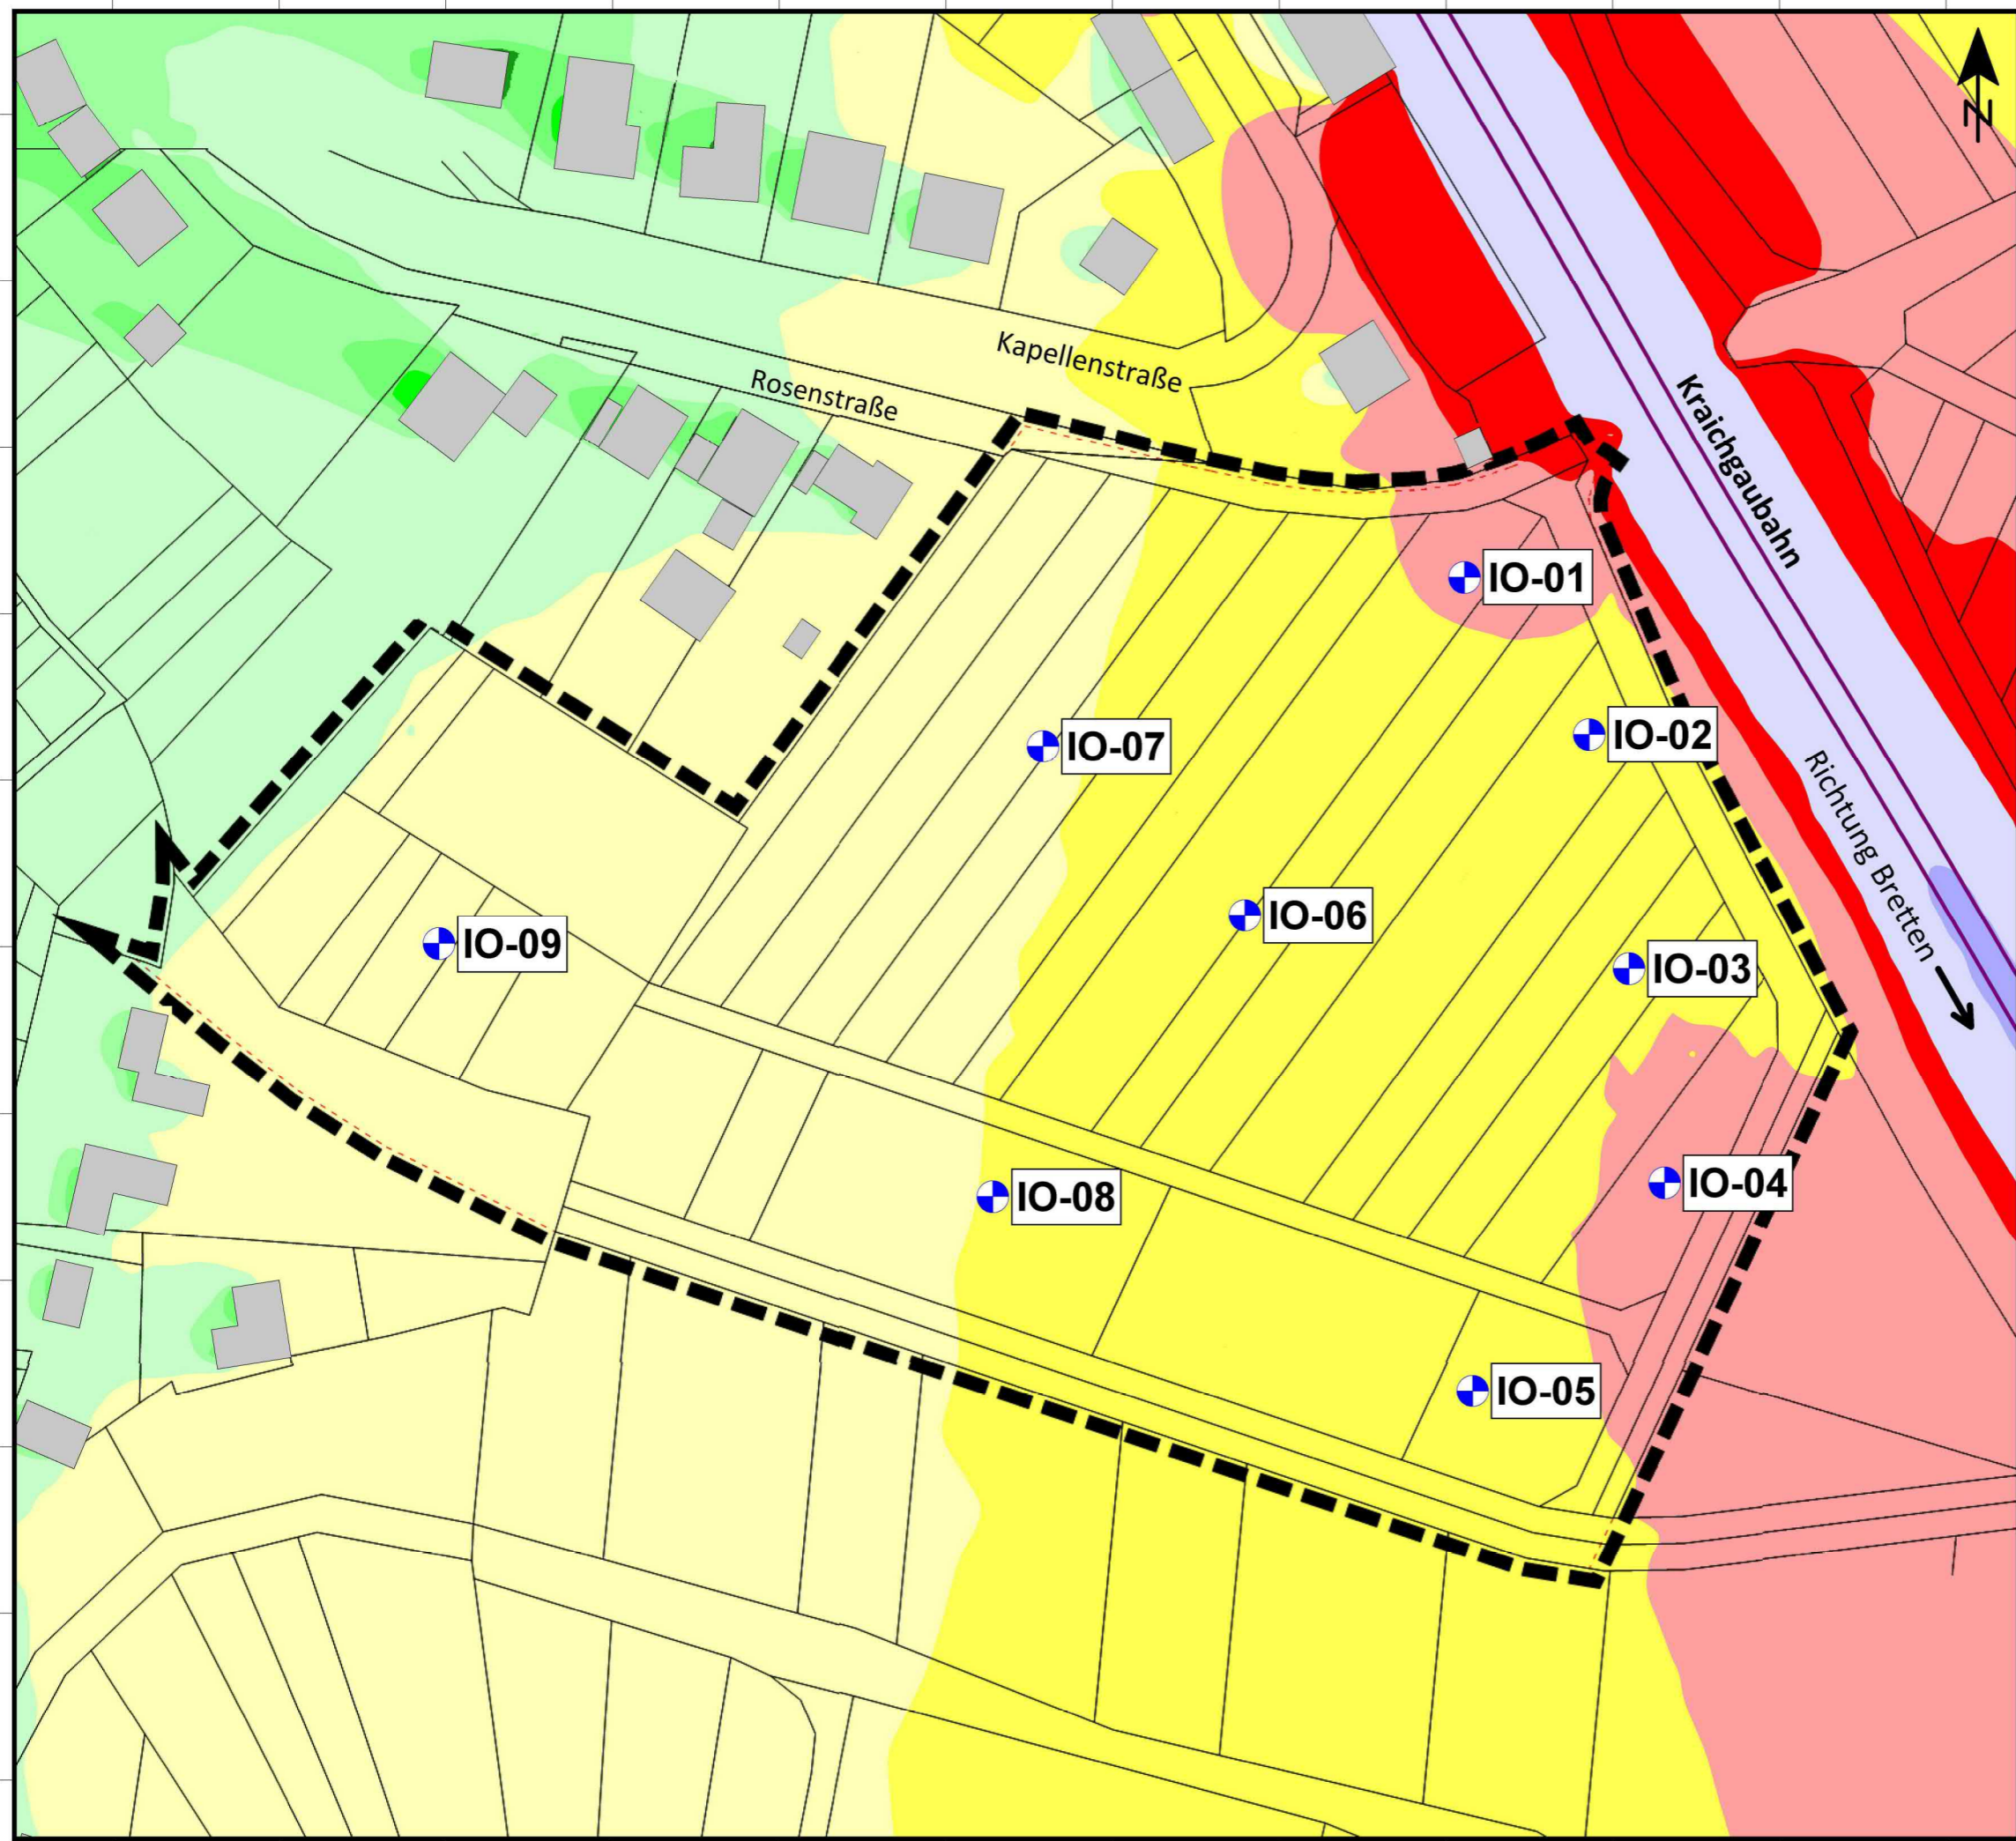 N
Kapellenstraße
Rosenstraße
Kraichgaubahn
IO-01
IO-02
IO-07
Richtung Bretten
IO-06
IO-09
IO-03
IO-04
IO-08
IO-05